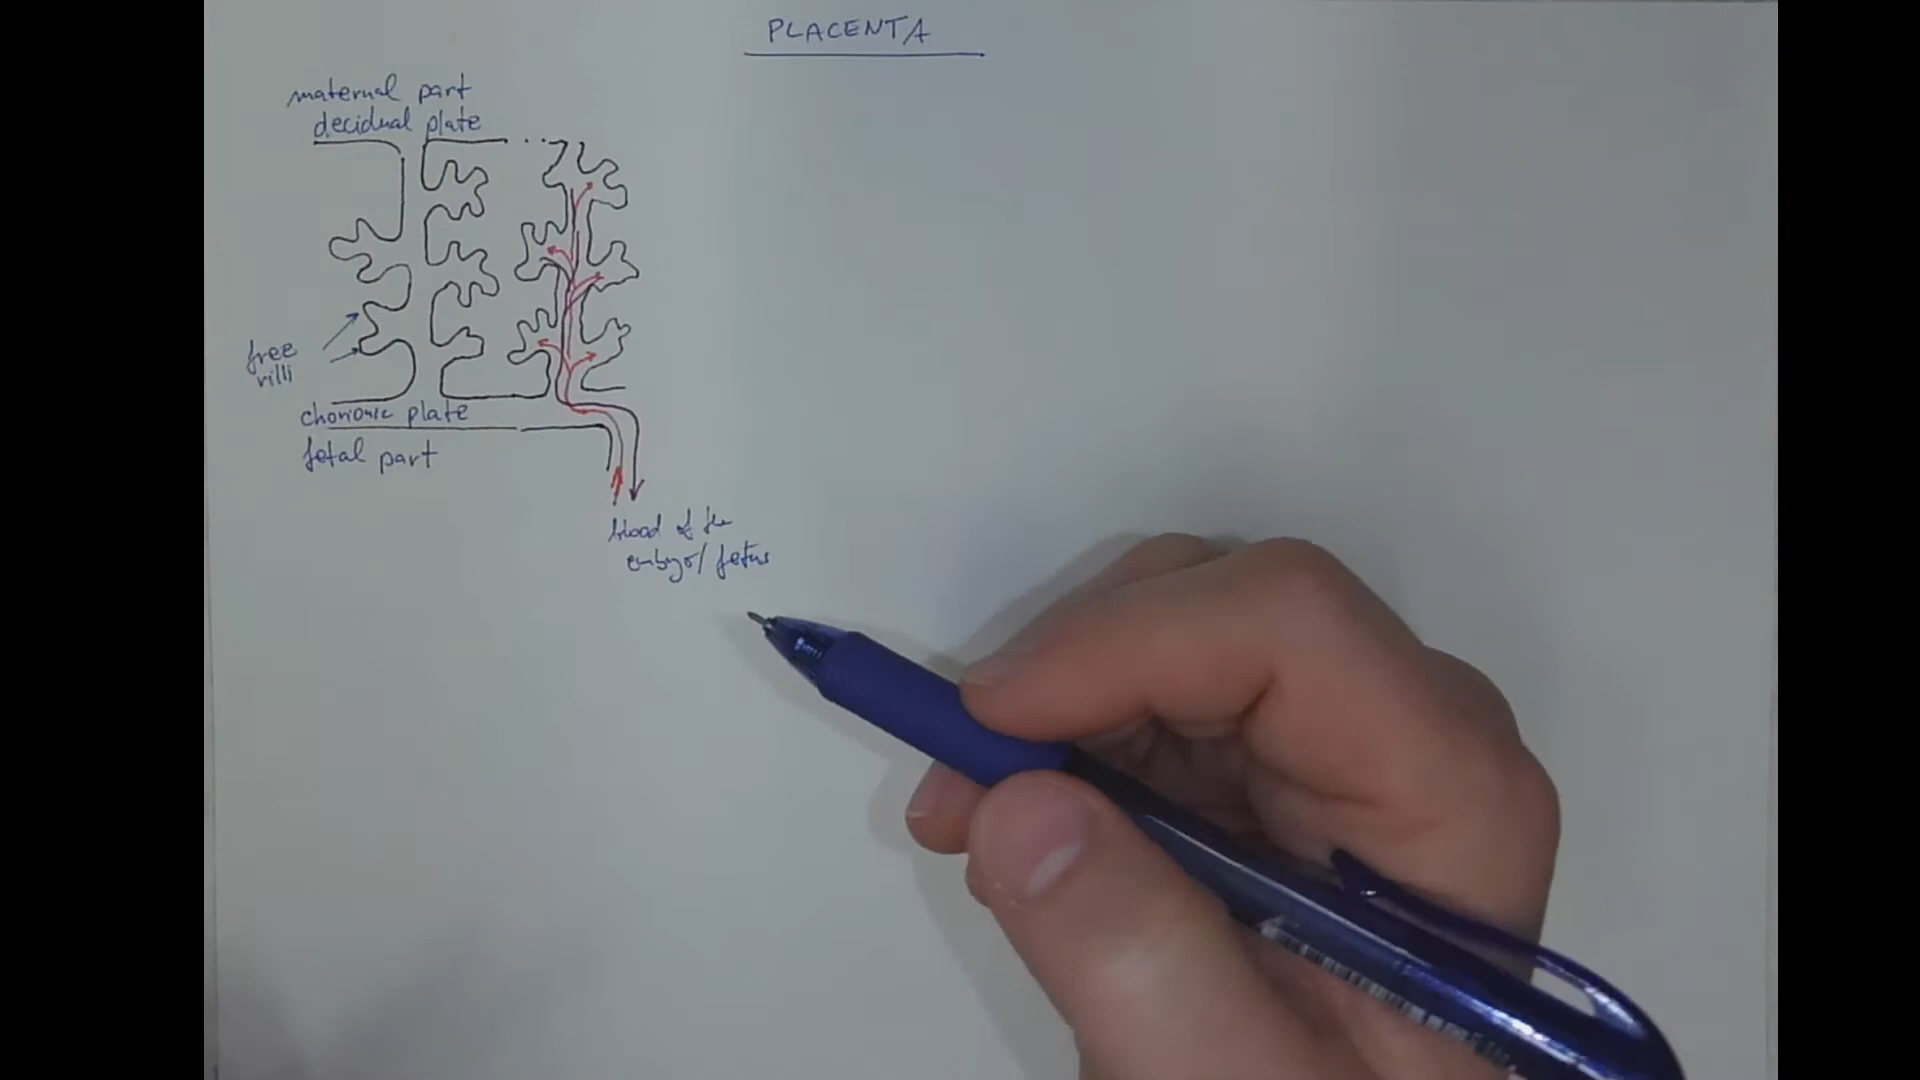 PLACENTA
maternal part
decidual plate
free
villi
chorionic plate
fetal part
blood of the
embryo/ fetus